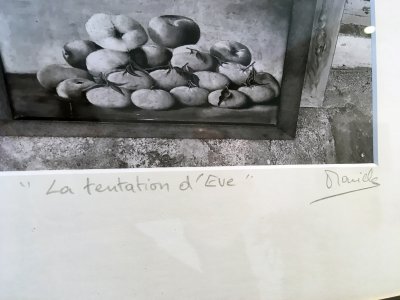 " La tentation d'Eve "